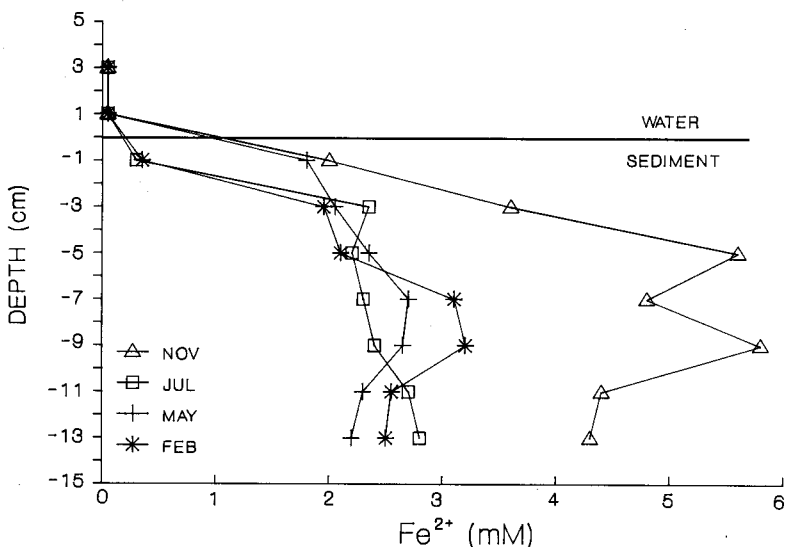 5
3
1
-1
-3
-5
-7
-9
-11
-13
-15
DEPTH (cm)
WATER
SEDIMENT
NOV
JUL
MAY
FEB
0 1 2 3 4 5 6
Fe²⁺ (mM)